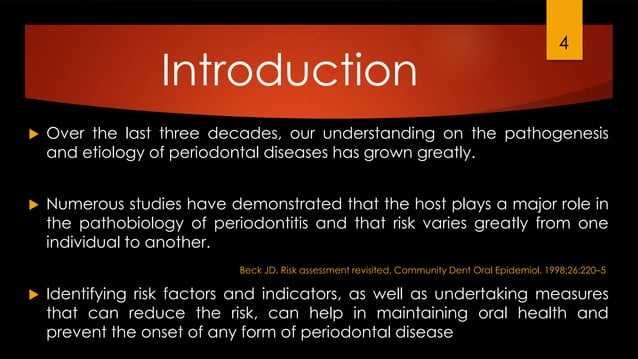 4
Introduction
Over the last three decades, our understanding on the pathogenesis
and etiology of periodontal diseases has grown greatly.
Numerous studies have demonstrated that the host plays a major role in
the pathobiology of periodontitis and that risk varies greatly from one
individual to another.
Beck JD. Risk assessment revisited. Community Dent Oral Epidemiol. 1998;26:220–5
Identifying risk factors and indicators, as well as undertaking measures
that can reduce the risk, can help in maintaining oral health and
prevent the onset of any form of periodontal disease